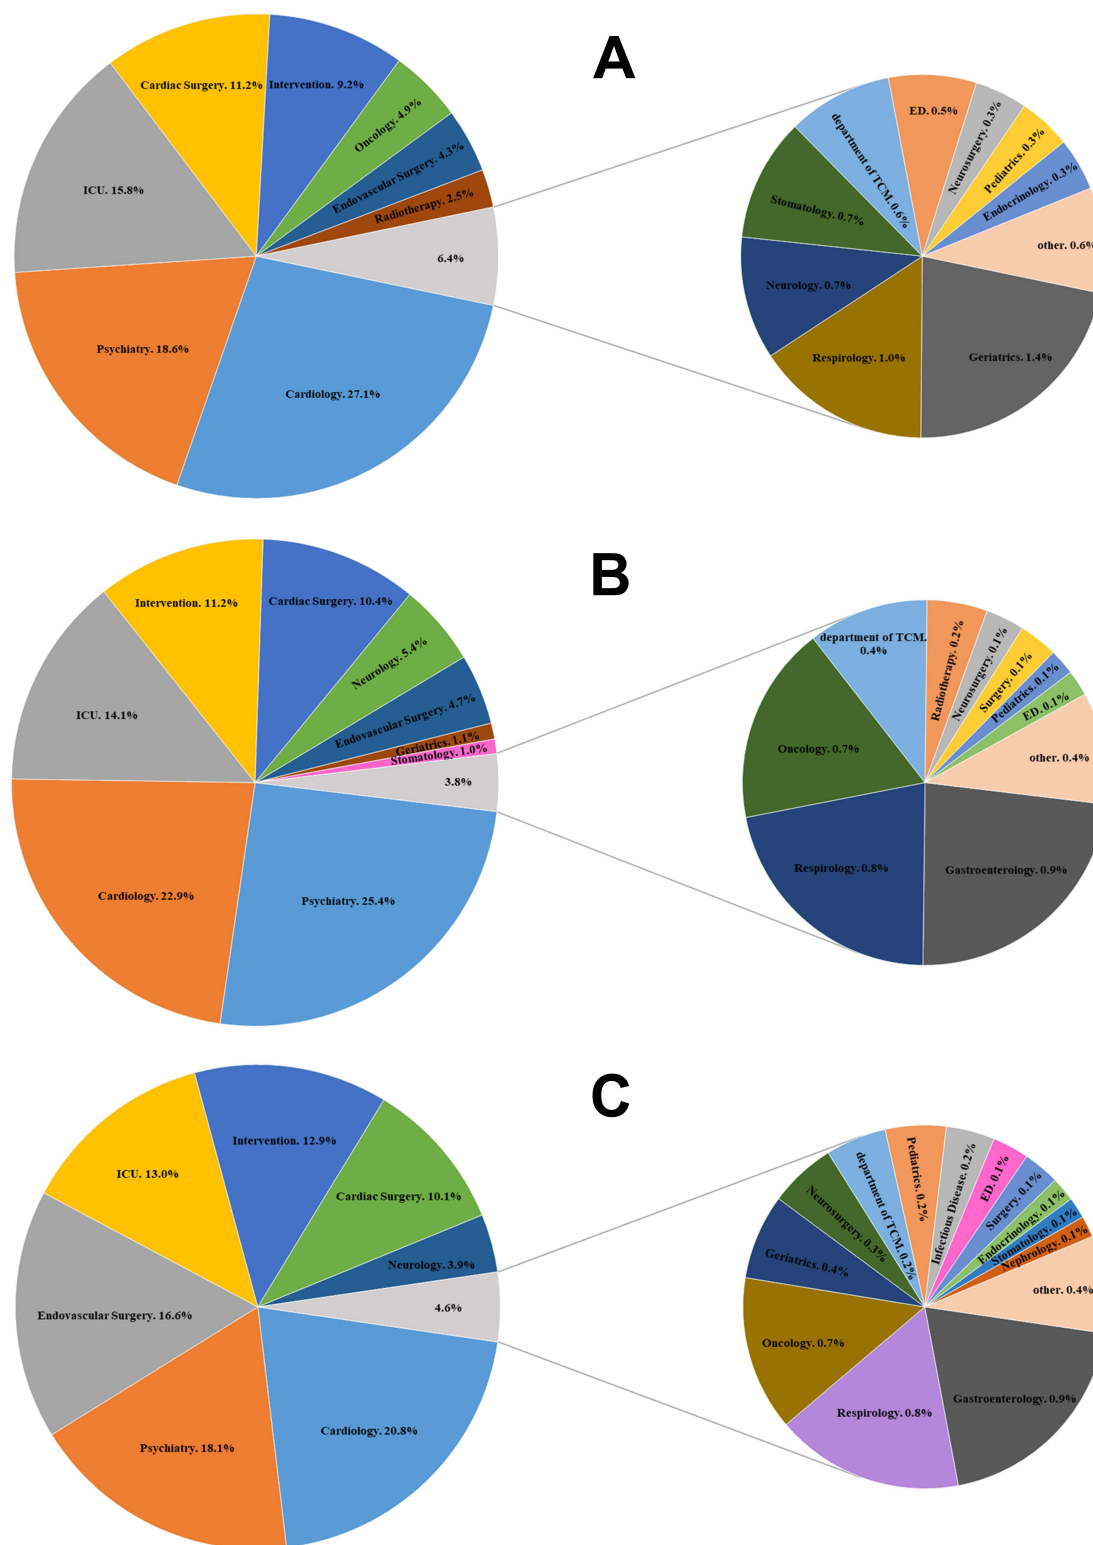 A
Cardiac Surgery. 11.2%
Intervention. 9.2%
Oncology. 4.9%
Endovascular Surgery. 4.3%
Radiotherapy. 2.5%
6.4%
ICU. 15.8%
Psychiatry. 18.6%
Cardiology. 27.1%
department of TCM. 0.6%
ED. 0.5%
Neurosurgery. 0.3%
Pediatrics. 0.3%
Endocrinology. 0.3%
other. 0.6%
Stomatology. 0.7%
Neurology. 0.7%
Respirology. 1.0%
Geriatrics. 1.4%
B
Intervention. 11.2%
Cardiac Surgery. 10.4%
Neurology. 5.4%
Endovascular Surgery. 4.7%
Geriatrics. 1.1%
Stomatology. 1.0%
3.8%
ICU. 14.1%
Cardiology. 22.9%
Psychiatry. 25.4%
department of TCM.
0.4%
Radiotherapy. 0.2%
Neurosurgery. 0.1%
Surgery. 0.1%
Pediatrics. 0.1%
ED. 0.1%
other. 0.4%
Oncology. 0.7%
Respirology. 0.8%
Gastroenterology. 0.9%
C
Intervention. 12.9%
ICU. 13.0%
Cardiac Surgery. 10.1%
Neurology. 3.9%
4.6%
Endovascular Surgery. 16.6%
Psychiatry. 18.1%
Cardiology. 20.8%
Neurosurgery. 0.3%
department of TCM. 0.2%
Pediatrics. 0.2%
Infectious Disease. 0.2%
ED. 0.1%
Surgery. 0.1%
Endocrinology. 0.1%
Stomatology. 0.1%
Nephrology. 0.1%
other. 0.4%
Geriatrics. 0.4%
Oncology. 0.7%
Respirology. 0.8%
Gastroenterology. 0.9%